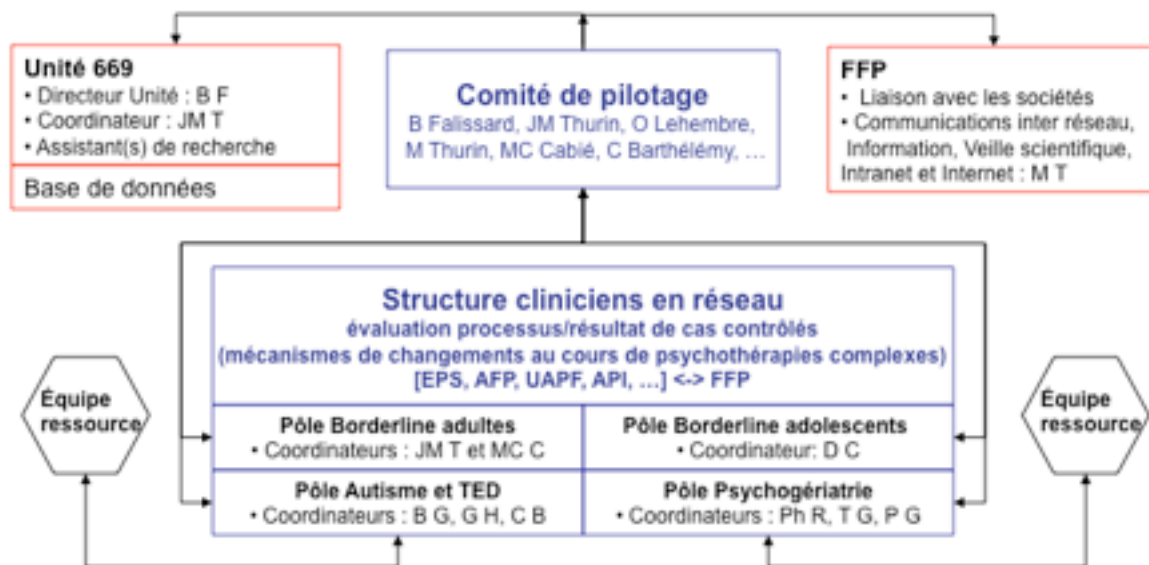 Unité 669
• Directeur Unité : B F
• Coordinateur : JM T
• Assistant(s) de recherche
Base de données
Comité de pilotage
B Falissard, JM Thurin, O Lehembre,
M Thurin, MC Cabié, C Barthélémy, ...
FFP
• Liaison avec les sociétés
• Communications inter réseau,
Information, Veille scientifique,
Intranet et Internet : M T
Structure cliniciens en réseau
évaluation processus/résultat de cas contrôlés
(mécanismes de changements au cours de psychothérapies complexes)
[EPS, AFP, UAPF, API, ...] <-> FFP
Équipe
ressource
Pôle Borderline adultes
• Coordinateurs : JM T et MC C
Pôle Borderline adolescents
• Coordinateur: D C
Pôle Autisme et TED
• Coordinateurs : B G, G H, C B
Pôle Psychogériatrie
• Coordinateurs : Ph R, T G, P G
Équipe
ressource